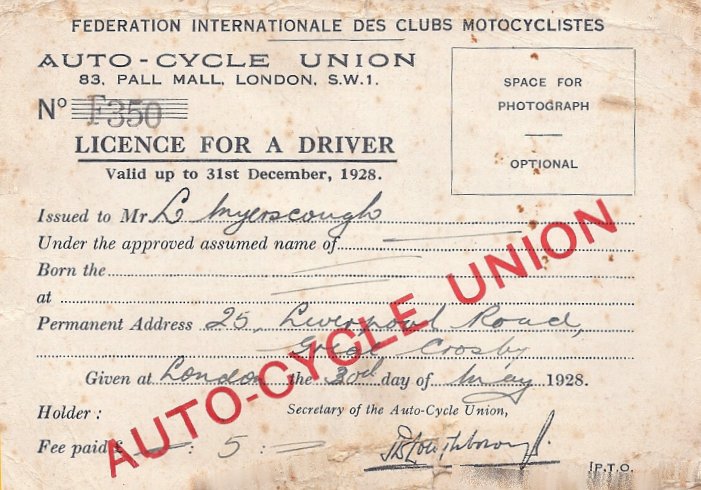 FEDERATION INTERNATIONALE DES CLUBS MOTOCYCLISTES
AUTO-CYCLE UNION
83, PALL MALL, LONDON, S.W.1.
SPACE FOR
PHOTOGRAPH
OPTIONAL
Nº F350
LICENCE FOR A DRIVER
Valid up to 31st December, 1928.
Issued to Mr L Myerscough
Under the approved assumed name of
Born the
at
Permanent Address 25, Liverpool Road,
Great Crosby
Given at London the 30th day of May 1928.
Holder : Secretary of the Auto-Cycle Union,
Fee paid £ — : 5 : —
P.T.O.
AUTO-CYCLE UNION